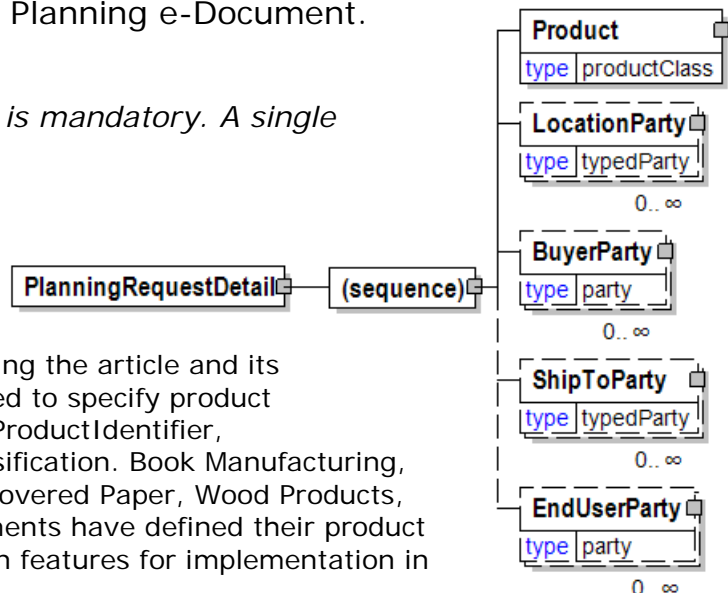 Planning e-Document.
is mandatory. A single
ing the article and its
ed to specify product
ProductIdentifier,
sification. Book Manufacturing,
overed Paper, Wood Products,
nents have defined their product
n features for implementation in
PlanningRequestDetail
(sequence)
Product
type productClass
LocationParty
type typedParty
0.. ∞
BuyerParty
type party
0.. ∞
ShipToParty
type typedParty
0.. ∞
EndUserParty
type party
0.. ∞